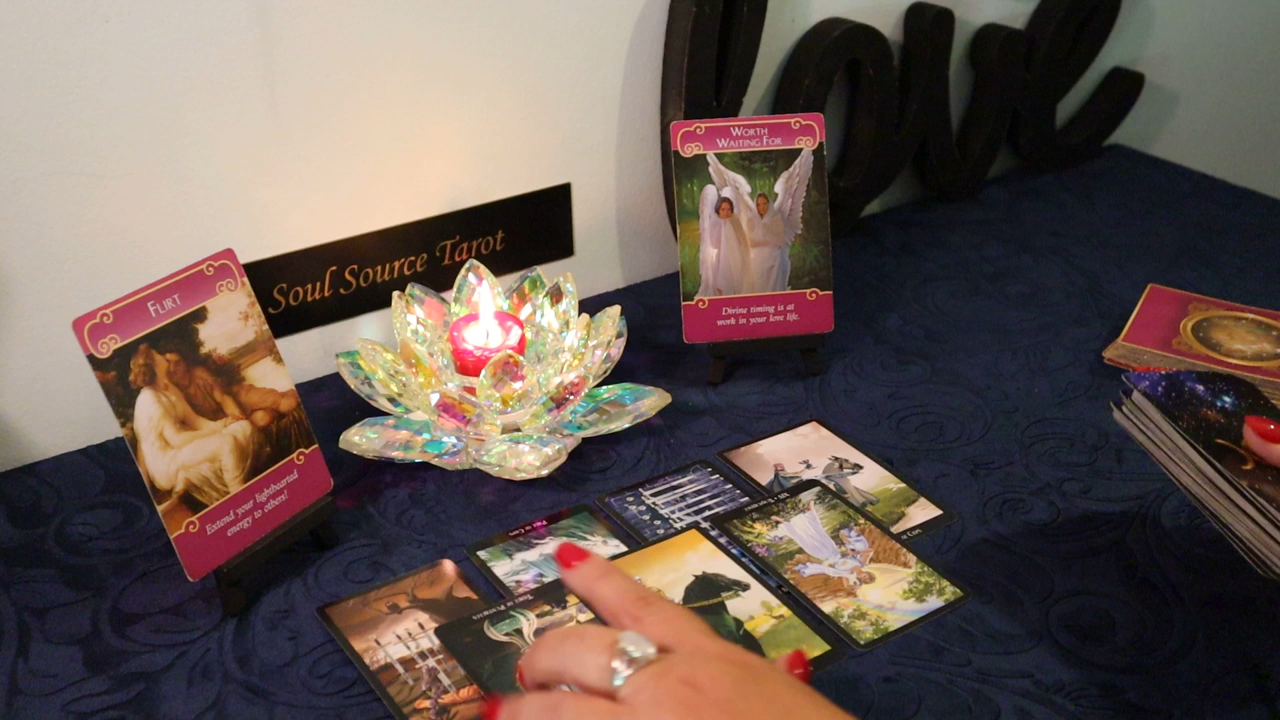 love
WORTH
WAITING FOR
Divine timing is at
work in your love life.
Soul Source Tarot
FLIRT
Extend your lighthearted
energy to others!